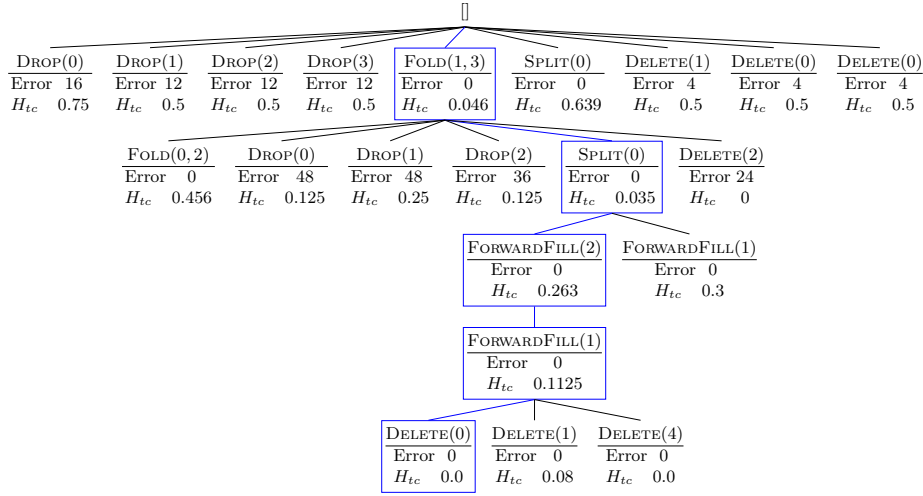 []
DROP(0) DROP(1) DROP(2) DROP(3) FOLD(1, 3) SPLIT(0) DELETE(1) DELETE(0) DELETE(0)
Error 16 Error 12 Error 12 Error 12 Error 0 Error 0 Error 4 Error 4 Error 4
H_tc 0.75 H_tc 0.5 H_tc 0.5 H_tc 0.5 H_tc 0.046 H_tc 0.639 H_tc 0.5 H_tc 0.5 H_tc 0.5
FOLD(0, 2) DROP(0) DROP(1) DROP(2) SPLIT(0) DELETE(2)
Error 0 Error 48 Error 48 Error 36 Error 0 Error 24
H_tc 0.456 H_tc 0.125 H_tc 0.25 H_tc 0.125 H_tc 0.035 H_tc 0
FORWARDFILL(2) FORWARDFILL(1)
Error 0 Error 0
H_tc 0.263 H_tc 0.3
FORWARDFILL(1)
Error 0
H_tc 0.1125
DELETE(0) DELETE(1) DELETE(4)
Error 0 Error 0 Error 0
H_tc 0.0 H_tc 0.08 H_tc 0.0